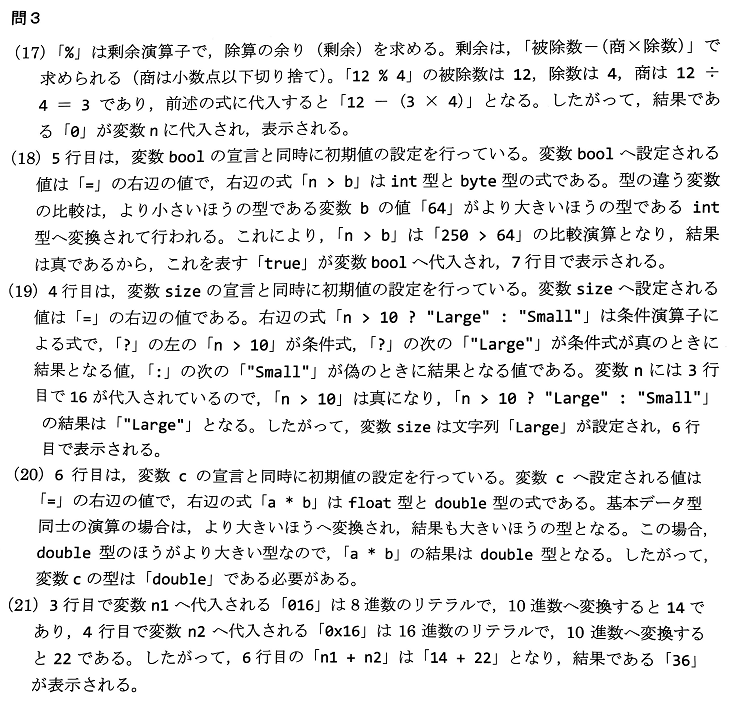 問3
(17)「%」は剰余演算子で，除算の余り（剰余）を求める。剰余は，「被除数－(商×除数)」で
求められる（商は小数点以下切り捨て）。「12 % 4」の被除数は 12，除数は 4，商は 12 ÷
4 = 3 であり，前述の式に代入すると「12 － (3 × 4)」となる。したがって，結果であ
る「0」が変数 n に代入され，表示される。
(18) 5 行目は，変数 bool の宣言と同時に初期値の設定を行っている。変数 bool へ設定される
値は「=」の右辺の値で，右辺の式「n > b」は int 型と byte 型の式である。型の違う変数
の比較は，より小さいほうの型である変数 b の値「64」がより大きいほうの型である int
型へ変換されて行われる。これにより，「n > b」は「250 > 64」の比較演算となり，結果
は真であるから，これを表す「true」が変数 bool へ代入され，7 行目で表示される。
(19) 4 行目は，変数 size の宣言と同時に初期値の設定を行っている。変数 size へ設定される
値は「=」の右辺の値である。右辺の式「n > 10 ? "Large" : "Small"」は条件演算子に
よる式で，「?」の左の「n > 10」が条件式，「?」の次の「"Large"」が条件式が真のときに
結果となる値，「:」の次の「"Small"」が偽のときに結果となる値である。変数 n には 3 行
目で 16 が代入されているので，「n > 10」は真になり，「n > 10 ? "Large" : "Small"」
の結果は「"Large"」となる。したがって，変数 size は文字列「Large」が設定され，6 行
目で表示される。
(20) 6 行目は，変数 c の宣言と同時に初期値の設定を行っている。変数 c へ設定される値は
「=」の右辺の値で，右辺の式「a * b」は float 型と double 型の式である。基本データ型
同士の演算の場合は，より大きいほうへ変換され，結果も大きいほうの型となる。この場合，
double 型のほうがより大きい型なので，「a * b」の結果は double 型となる。したがって，
変数 c の型は「double」である必要がある。
(21) 3 行目で変数 n1 へ代入される「016」は 8 進数のリテラルで，10 進数へ変換すると 14 で
あり，4 行目で変数 n2 へ代入される「0x16」は 16 進数のリテラルで，10 進数へ変換する
と 22 である。したがって，6 行目の「n1 + n2」は「14 + 22」となり，結果である「36」
が表示される。